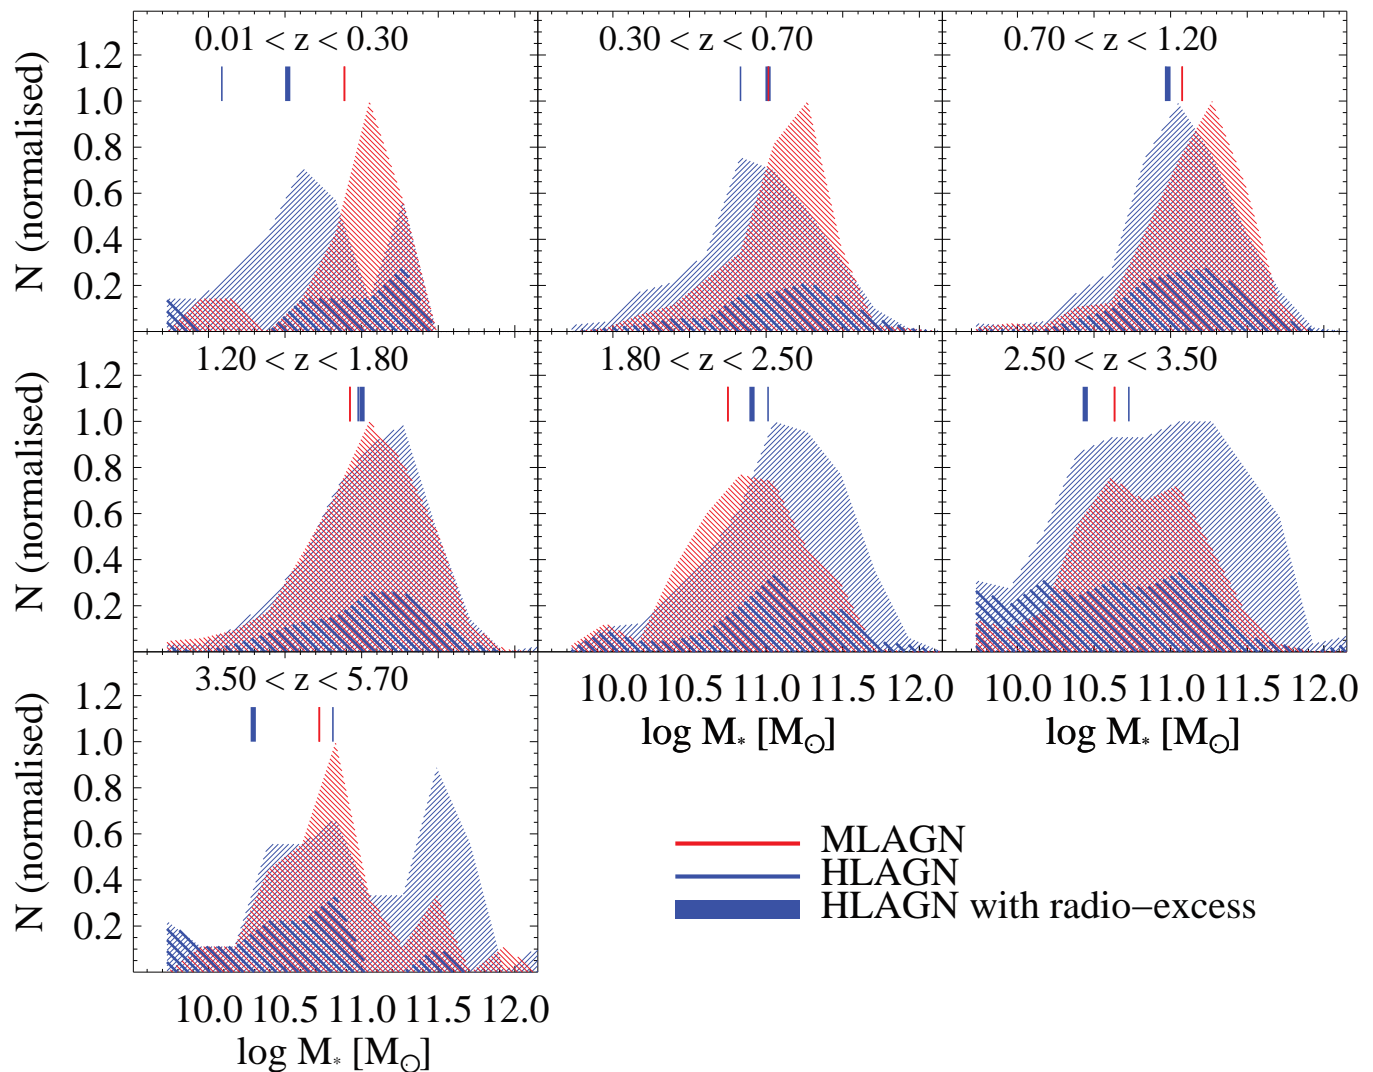 0.01 < z < 0.30
0.30 < z < 0.70
0.70 < z < 1.20
N (normalised)
1.2
1.0
0.8
0.6
0.4
0.2
1.20 < z < 1.80
1.80 < z < 2.50
2.50 < z < 3.50
N (normalised)
1.2
1.0
0.8
0.6
0.4
0.2
3.50 < z < 5.70
N (normalised)
1.2
1.0
0.8
0.6
0.4
0.2
10.0 10.5 11.0 11.5 12.0
log M* [M☉]
10.0 10.5 11.0 11.5 12.0
log M* [M☉]
MLAGN
HLAGN
HLAGN with radio−excess
10.0 10.5 11.0 11.5 12.0
log M* [M☉]